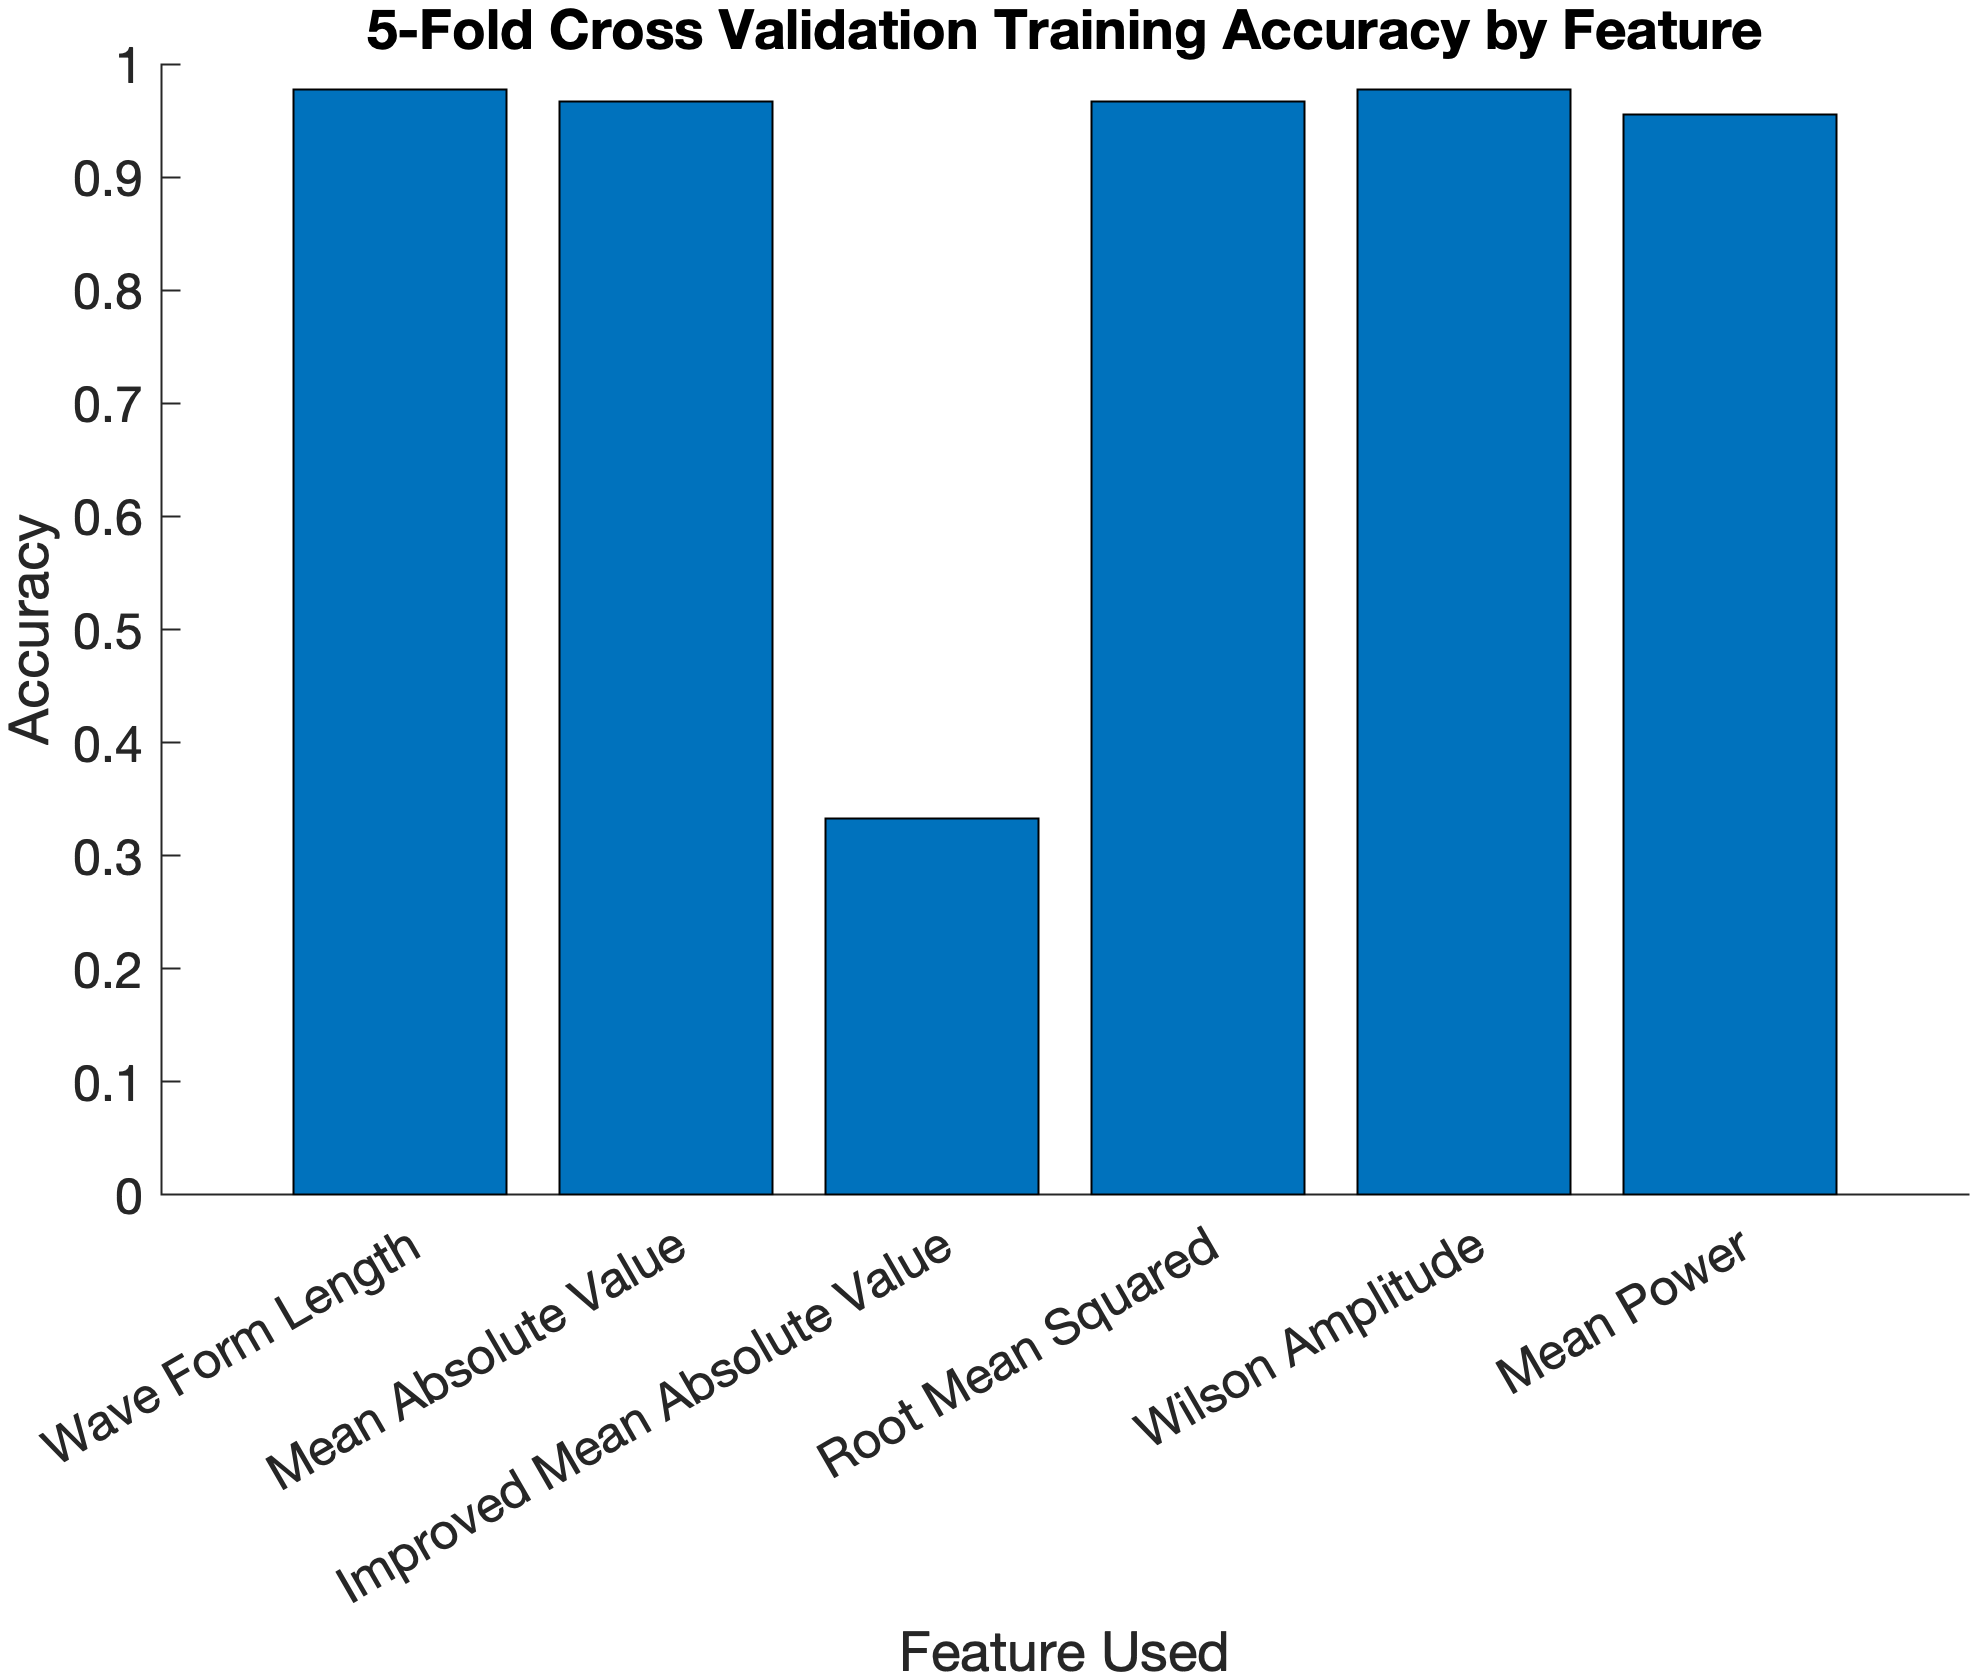 5-Fold Cross Validation Training Accuracy by Feature
1
0.9
0.8
0.7
0.6
0.5
0.4
0.3
0.2
0.1
0
Accuracy
Wave Form Length
Mean Absolute Value
Improved Mean Absolute Value
Root Mean Squared
Wilson Amplitude
Mean Power
Feature Used